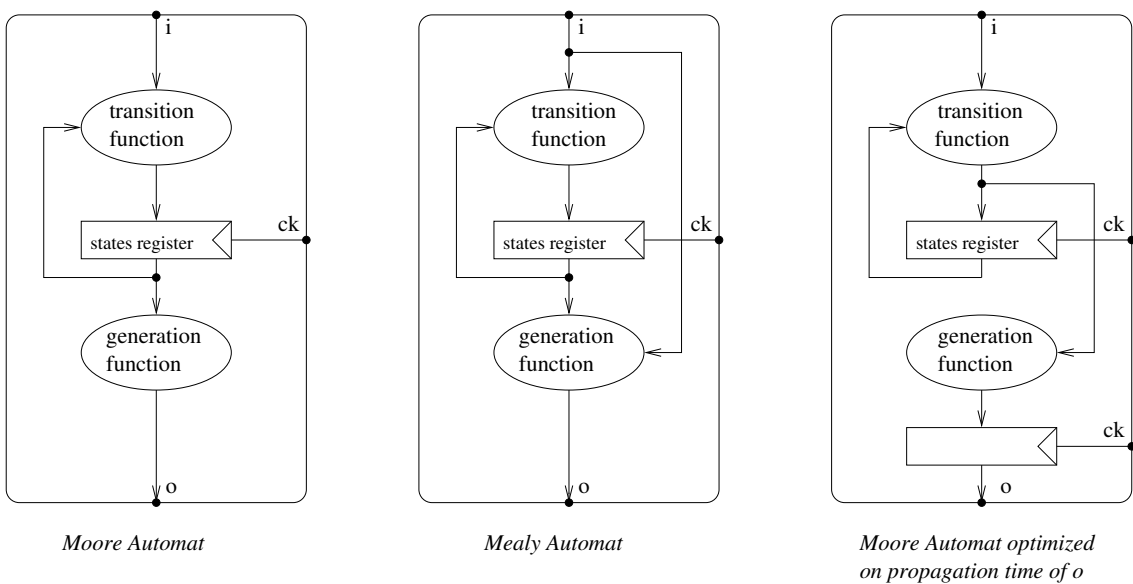 i
transition
function
ck
states register
generation
function
o
Moore Automat
i
transition
function
ck
states register
generation
function
o
Mealy Automat
i
transition
function
ck
states register
generation
function
ck
o
Moore Automat optimized
on propagation time of o